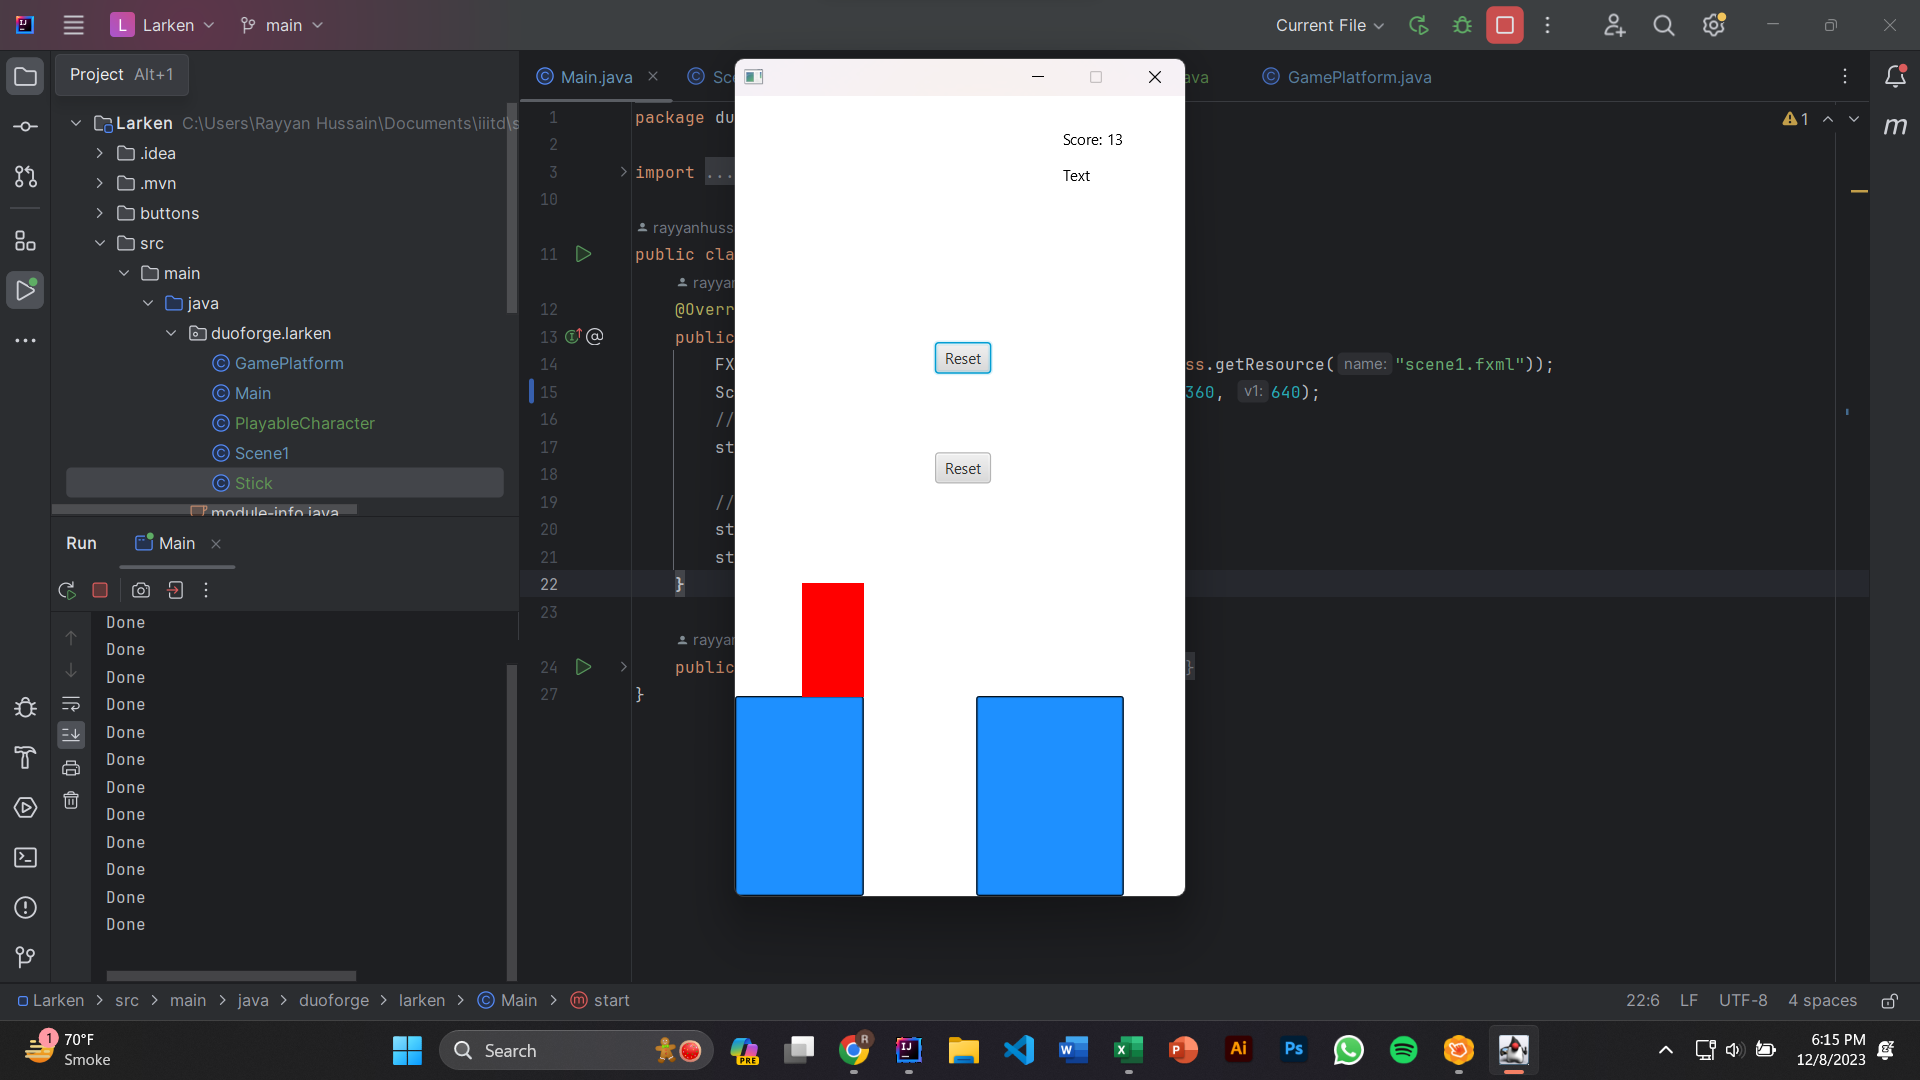 L Larken main
Current File
Project Alt+1
Main.java
Sc
ava
GamePlatform.java
Larken C:\Users\Rayyan Hussain\Documents\iiitd\s
.idea
.mvn
buttons
src
main
java
duoforge.larken
GamePlatform
Main
PlayableCharacter
Scene1
Stick
module-info.java
Run Main
Done
Done
Done
Done
Done
Done
Done
Done
Done
Done
Done
Done
1 package du
2
3 import ...
10
rayyanhuss
11 public cla
rayyar
12 @Overr
13 public
14 FX ss.getResource( name: "scene1.fxml"));
15 Sc 360, v1: 640);
16 //
17 st
18
19 //
20 st
21 st
22 }
23
rayyar
24 public }
27 }
1
m
Score: 13
Text
Reset
Reset
Larken > src > main > java > duoforge > larken > Main > start
22:6 LF UTF-8 4 spaces
1
70°F
Smoke
Search
PRE
R
Ai
Ps
6:15 PM
12/8/2023